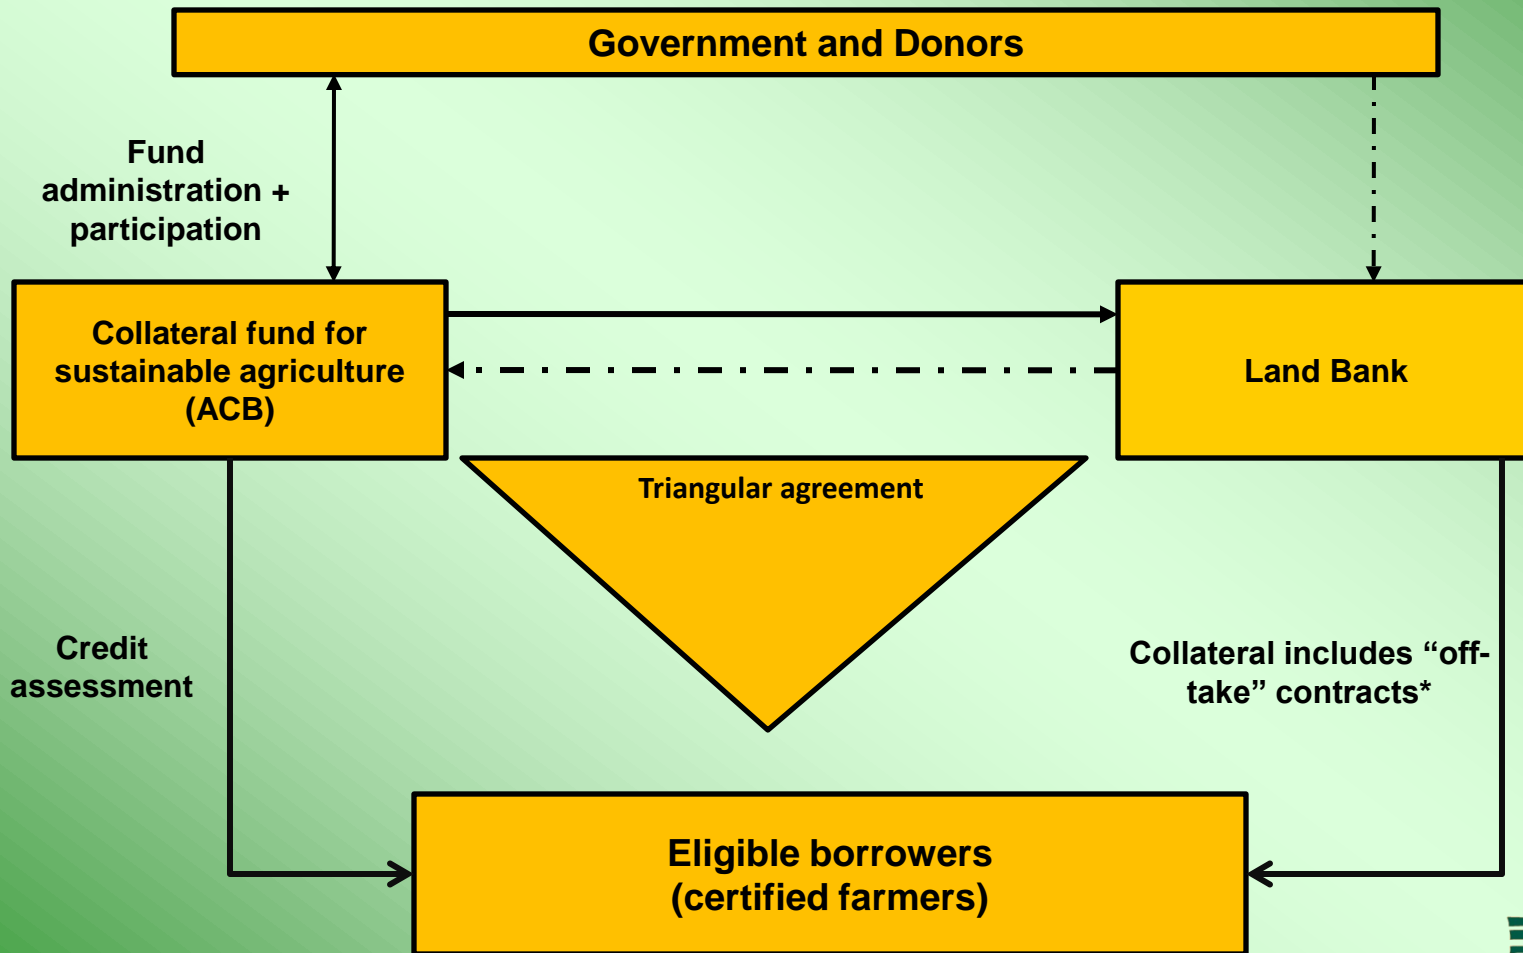 Government and Donors
Fund
administration +
participation
Collateral fund for
sustainable agriculture
(ACB)
Land Bank
Triangular agreement
Credit
assessment
Collateral includes “off-
take” contracts*
Eligible borrowers
(certified farmers)